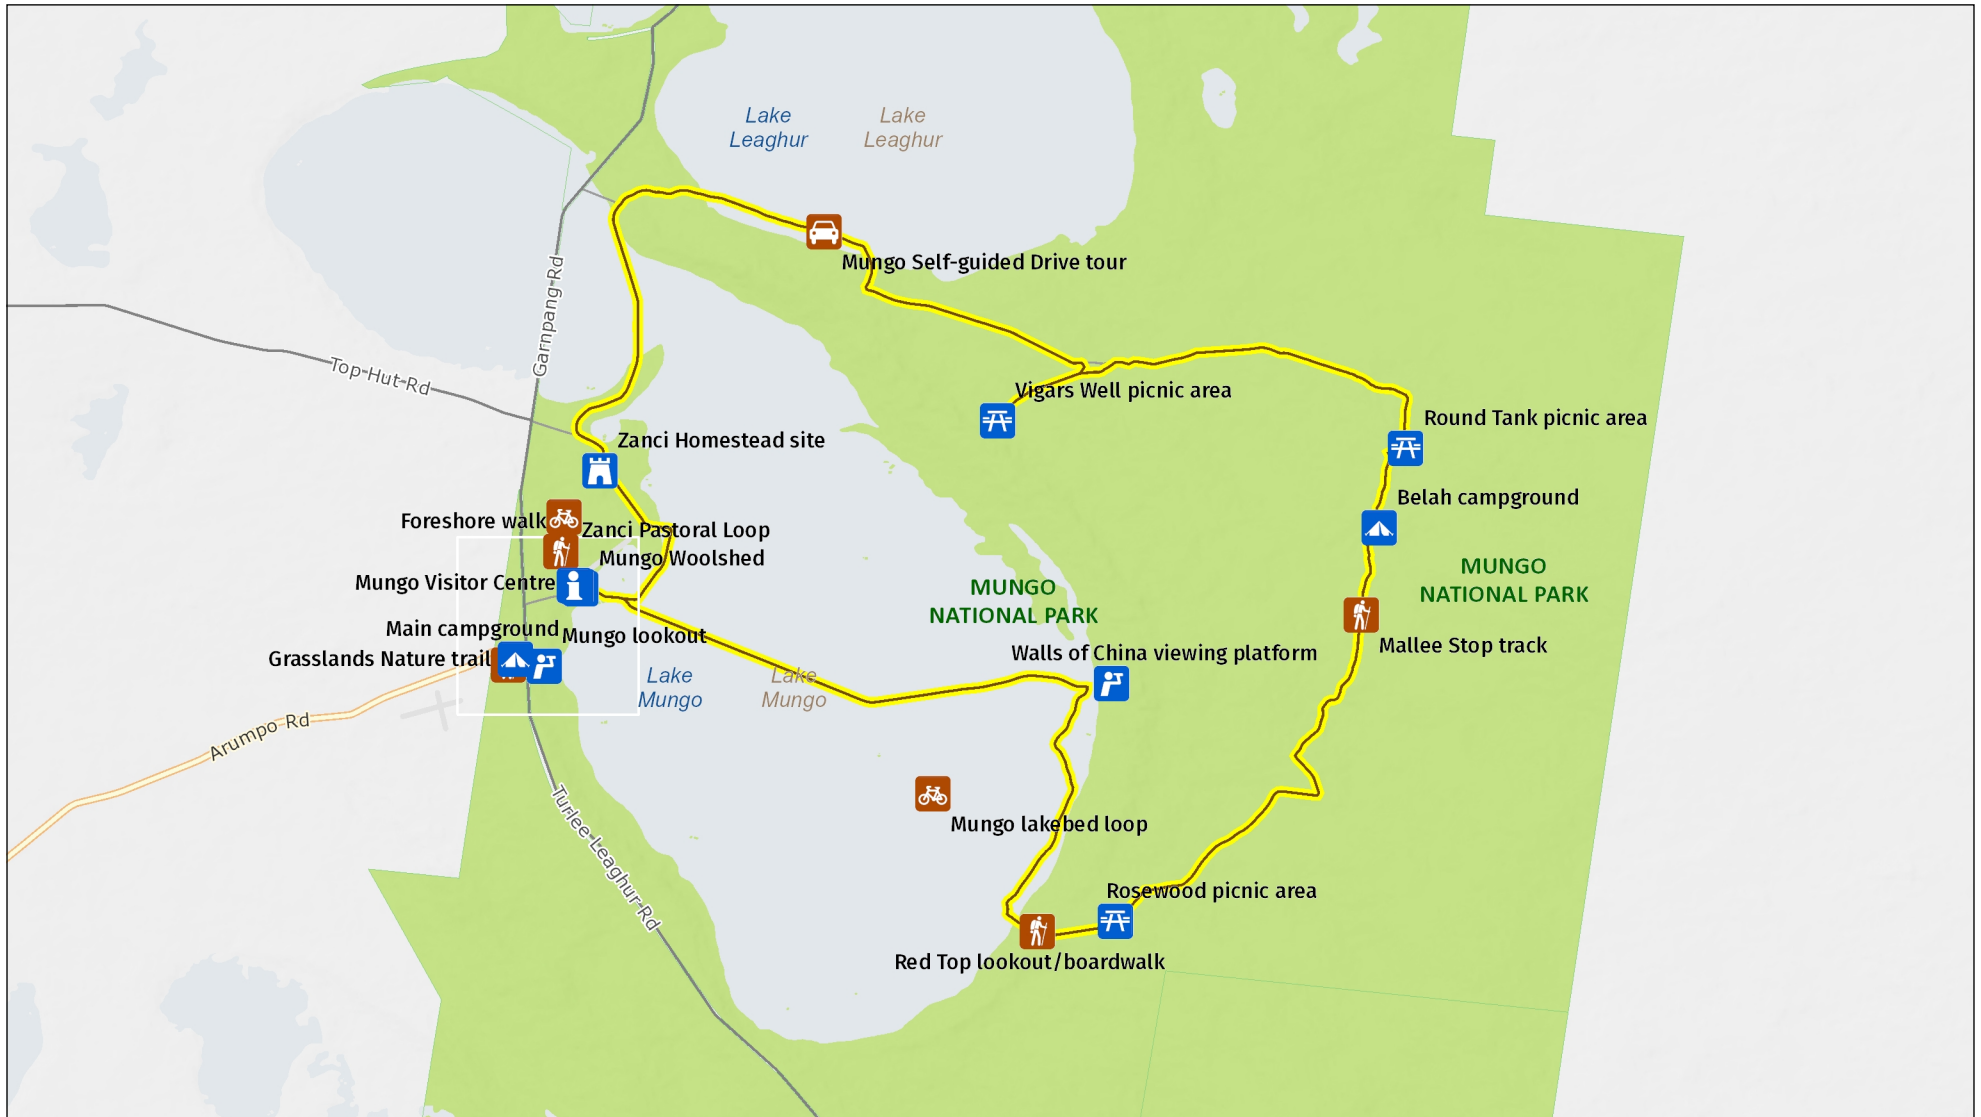 Lake
Leaghur
Lake
Leaghur
Mungo Self-guided Drive tour
Garnpang Rd
Top Hut Rd
Vigars Well picnic area
Round Tank picnic area
Zanci Homestead site
Belah campground
Foreshore walk
Zanci Pastoral Loop
Mungo Woolshed
Mungo Visitor Centre
MUNGO
NATIONAL PARK
MUNGO
NATIONAL PARK
Main campground
Mungo lookout
Mallee Stop track
Grasslands Nature trail
Walls of China viewing platform
Lake
Mungo
Lake
Mungo
Arumpo Rd
Turlee Leaghur Rd
Mungo lakebed loop
Rosewood picnic area
Red Top lookout/boardwalk